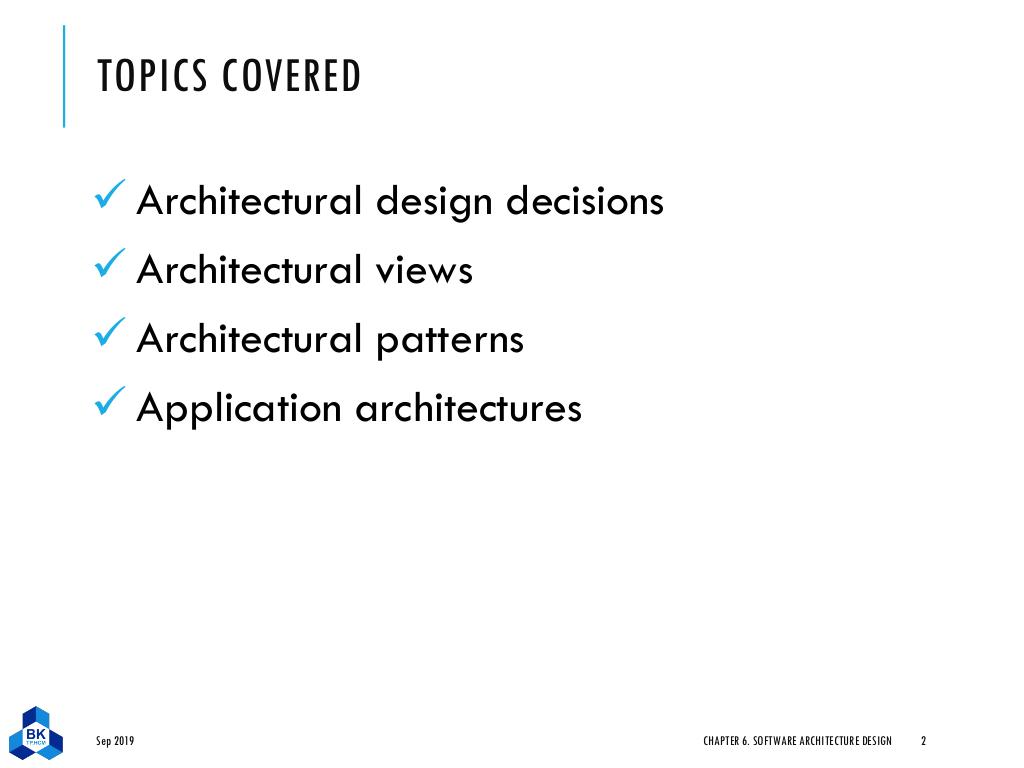 TOPICS COVERED
✓ Architectural design decisions
✓ Architectural views
✓ Architectural patterns
✓ Application architectures
BK
TP.HCM
Sep 2019
CHAPTER 6. SOFTWARE ARCHITECTURE DESIGN
2